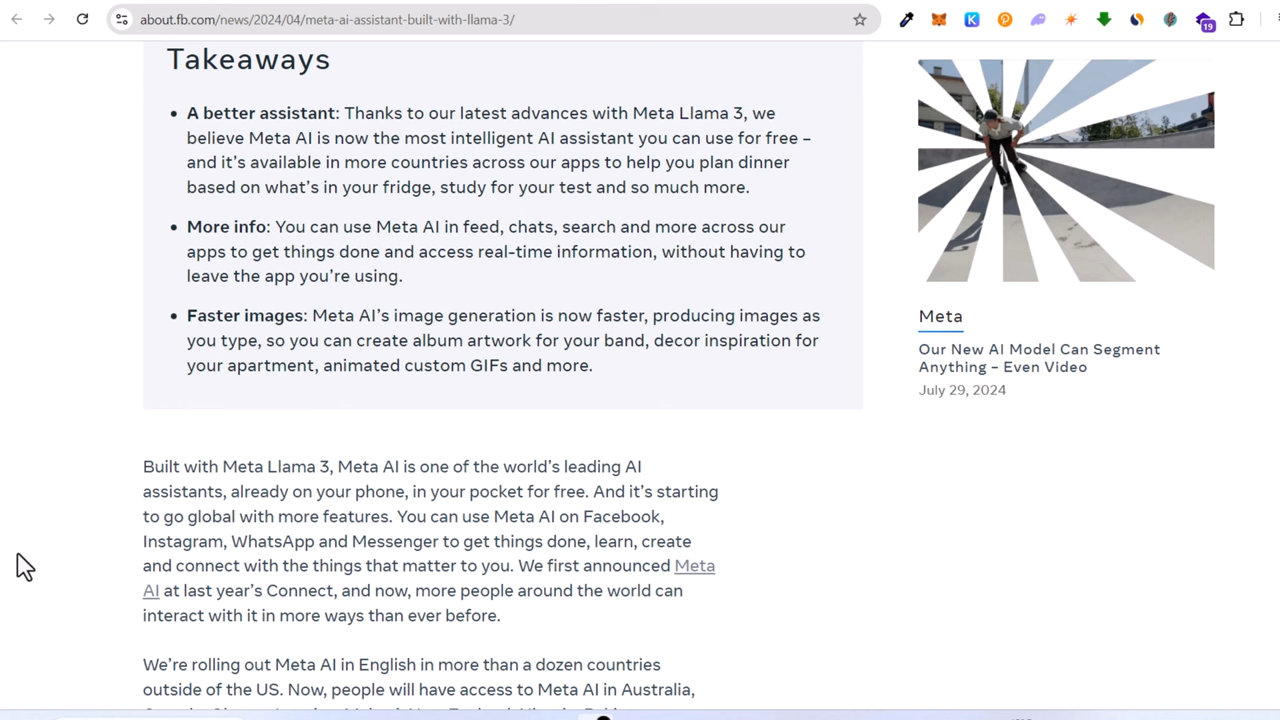 about.fb.com/news/2024/04/meta-ai-assistant-built-with-llama-3/
19
Takeaways
• A better assistant: Thanks to our latest advances with Meta Llama 3, we
believe Meta AI is now the most intelligent AI assistant you can use for free –
and it’s available in more countries across our apps to help you plan dinner
based on what’s in your fridge, study for your test and so much more.
• More info: You can use Meta AI in feed, chats, search and more across our
apps to get things done and access real-time information, without having to
leave the app you’re using.
• Faster images: Meta AI’s image generation is now faster, producing images as
you type, so you can create album artwork for your band, decor inspiration for
your apartment, animated custom GIFs and more.
Built with Meta Llama 3, Meta AI is one of the world’s leading AI
assistants, already on your phone, in your pocket for free. And it’s starting
to go global with more features. You can use Meta AI on Facebook,
Instagram, WhatsApp and Messenger to get things done, learn, create
and connect with the things that matter to you. We first announced Meta
AI at last year’s Connect, and now, more people around the world can
interact with it in more ways than ever before.
We’re rolling out Meta AI in English in more than a dozen countries
outside of the US. Now, people will have access to Meta AI in Australia,
Meta
Our New AI Model Can Segment
Anything – Even Video
July 29, 2024